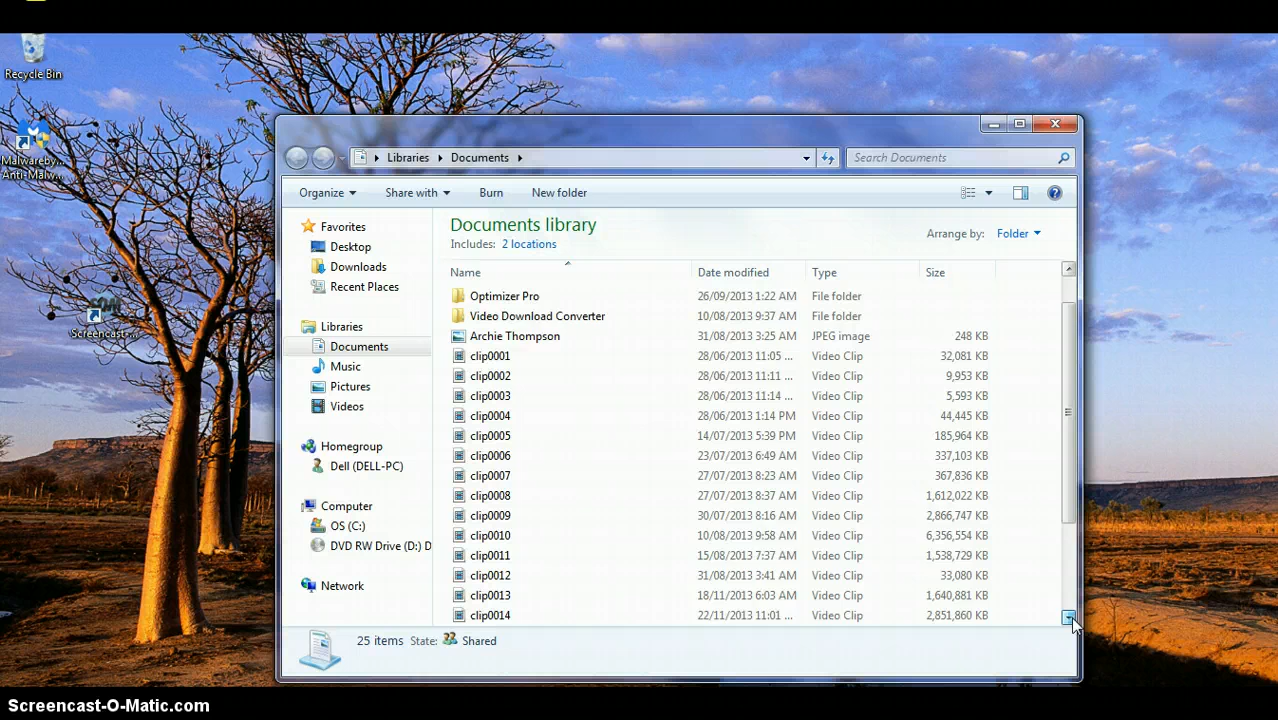 Recycle Bin
Malwareby...
Anti-Malw...
Screencast-...
Libraries Documents
Search Documents
Organize Share with Burn New folder
Favorites
Desktop
Downloads
Recent Places
Libraries
Documents
Music
Pictures
Videos
Homegroup
Dell (DELL-PC)
Computer
OS (C:)
DVD RW Drive (D:) D
Network
Documents library
Includes: 2 locations
Arrange by: Folder
Name Date modified Type Size
Optimizer Pro 26/09/2013 1:22 AM File folder
Video Download Converter 10/08/2013 9:37 AM File folder
Archie Thompson 31/08/2013 3:25 AM JPEG image 248 KB
clip0001 28/06/2013 11:05 ... Video Clip 32,081 KB
clip0002 28/06/2013 11:11 ... Video Clip 9,953 KB
clip0003 28/06/2013 11:14 ... Video Clip 5,593 KB
clip0004 28/06/2013 1:14 PM Video Clip 44,445 KB
clip0005 14/07/2013 5:39 PM Video Clip 185,964 KB
clip0006 23/07/2013 6:49 AM Video Clip 337,103 KB
clip0007 27/07/2013 8:23 AM Video Clip 367,836 KB
clip0008 27/07/2013 8:37 AM Video Clip 1,612,022 KB
clip0009 30/07/2013 8:16 AM Video Clip 2,866,747 KB
clip0010 10/08/2013 9:58 AM Video Clip 6,356,554 KB
clip0011 15/08/2013 7:37 AM Video Clip 1,538,729 KB
clip0012 31/08/2013 3:41 AM Video Clip 33,080 KB
clip0013 18/11/2013 6:03 AM Video Clip 1,640,881 KB
clip0014 22/11/2013 11:01 ... Video Clip 2,851,860 KB
25 items State: Shared
Screencast-O-Matic.com